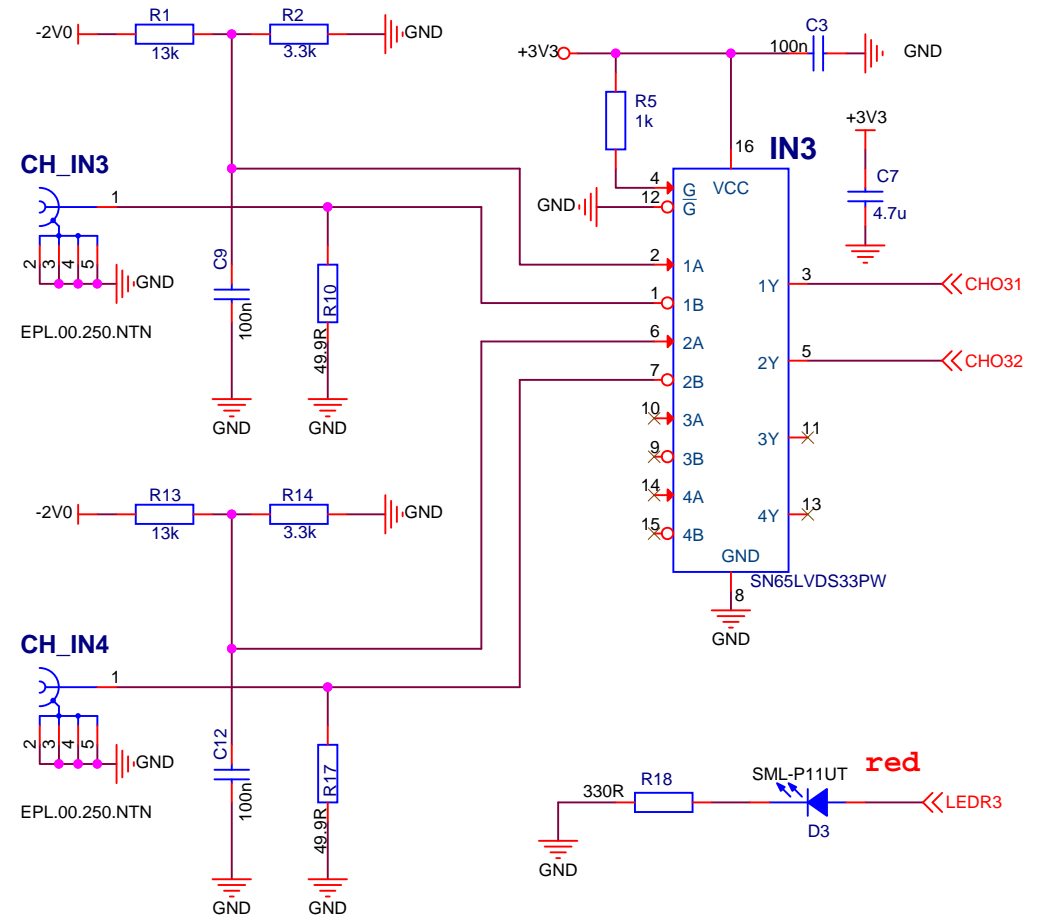 R1
R2
-2V0
GND
13k
3.3k
C3
+3V3
100n
GND
R5
1k
+3V3
16
IN3
CH_IN3
4
G
VCC
C7
1
12
G
GND
4.7u
2
3
4
5
GND
C9
R10
2
1A
3
1Y
CHO31
1
1B
EPL.00.250.NTN
100n
49.9R
6
2A
5
2Y
CHO32
7
2B
GND
GND
10
3A
11
3Y
9
3B
R13
R14
14
4A
-2V0
GND
13
4Y
13k
3.3k
15
4B
GND
SN65LVDS33PW
8
GND
CH_IN4
1
2
3
4
5
GND
C12
R17
EPL.00.250.NTN
100n
49.9R
GND
GND
SML-P11UT
red
R18
330R
LEDR3
D3
GND